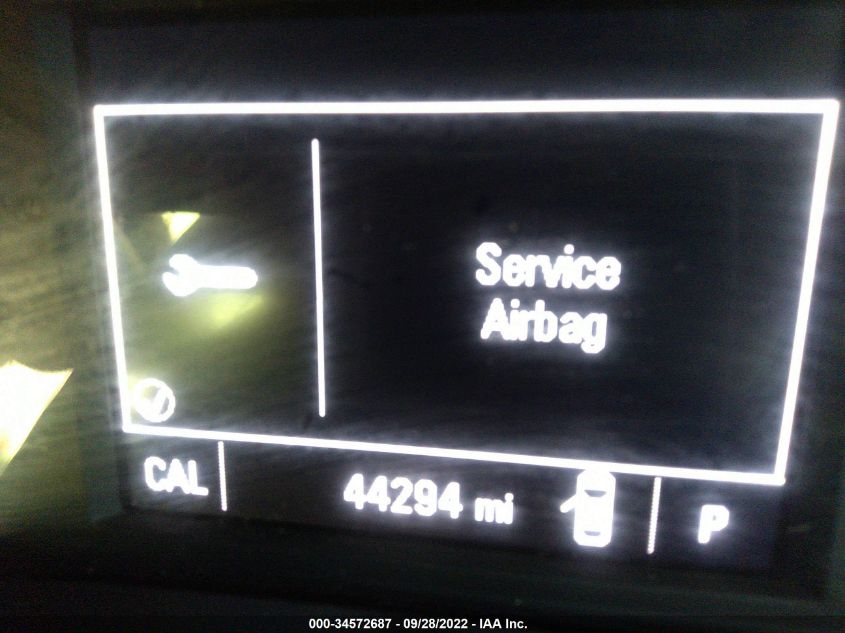 Service
Airbag
CAL
44294 mi
P
000-34572687 - 09/28/2022 - IAA Inc.